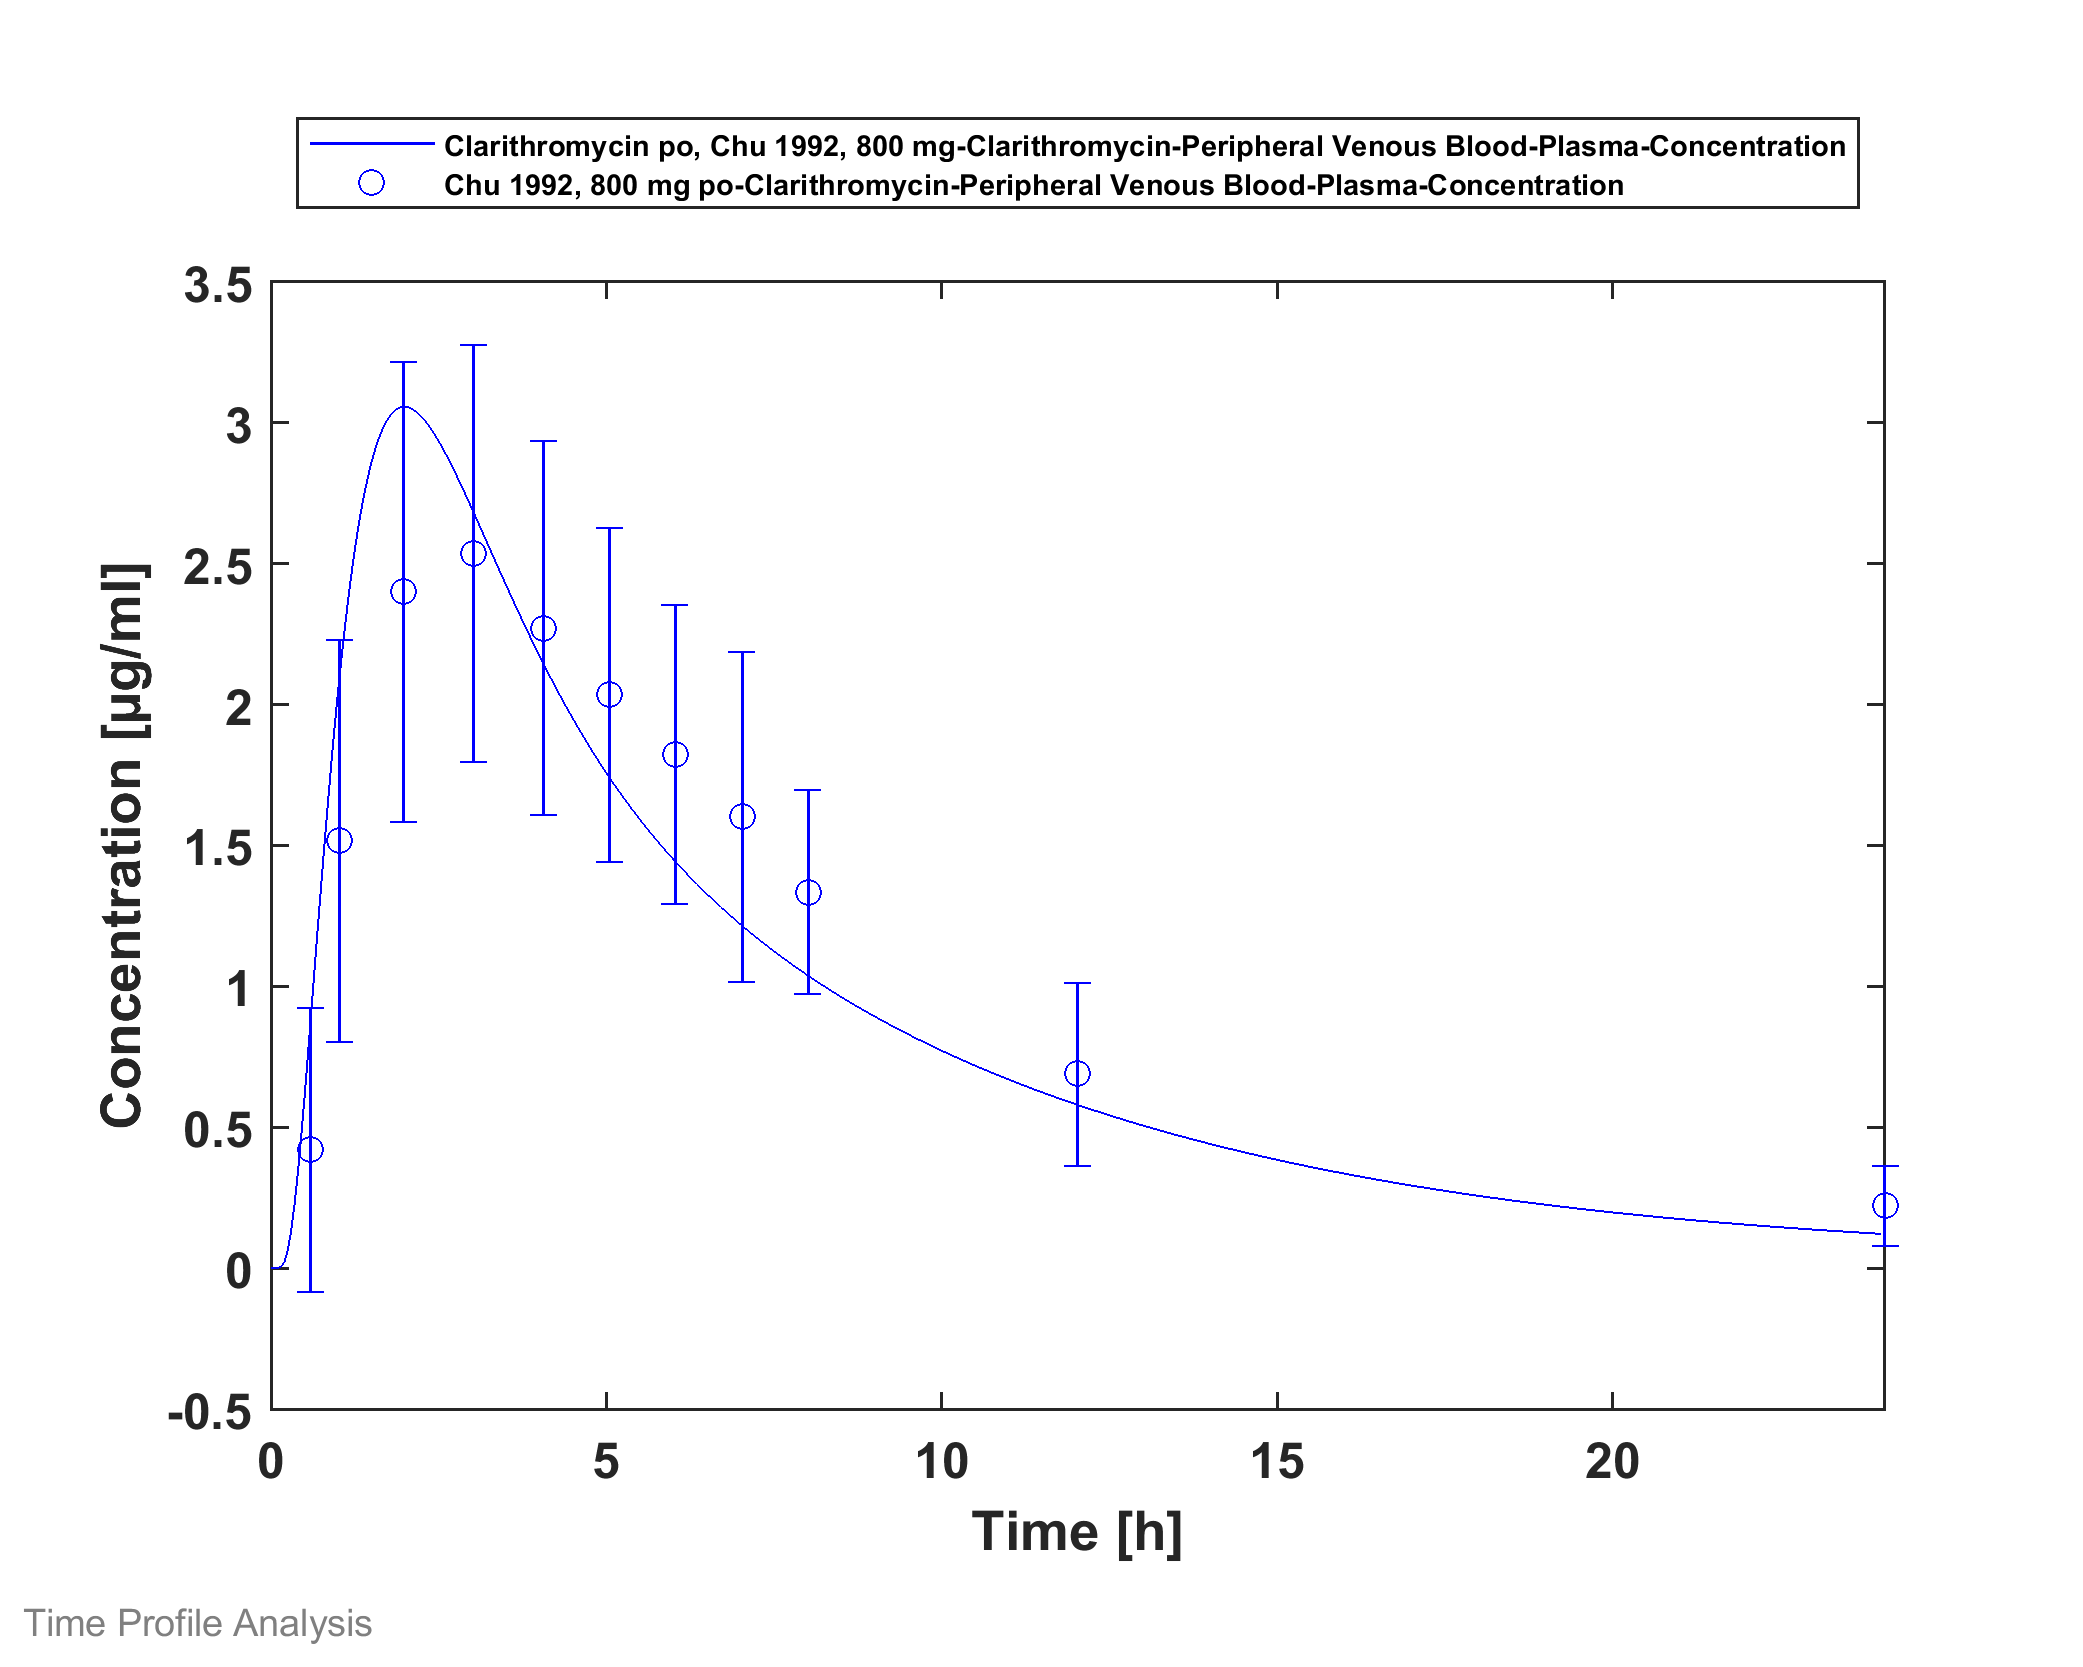 Clarithromycin po, Chu 1992, 800 mg-Clarithromycin-Peripheral Venous Blood-Plasma-Concentration
Chu 1992, 800 mg po-Clarithromycin-Peripheral Venous Blood-Plasma-Concentration
3.5
3
2.5
2
1.5
1
0.5
0
-0.5
Concentration [µg/ml]
0 5 10 15 20
Time [h]
Time Profile Analysis